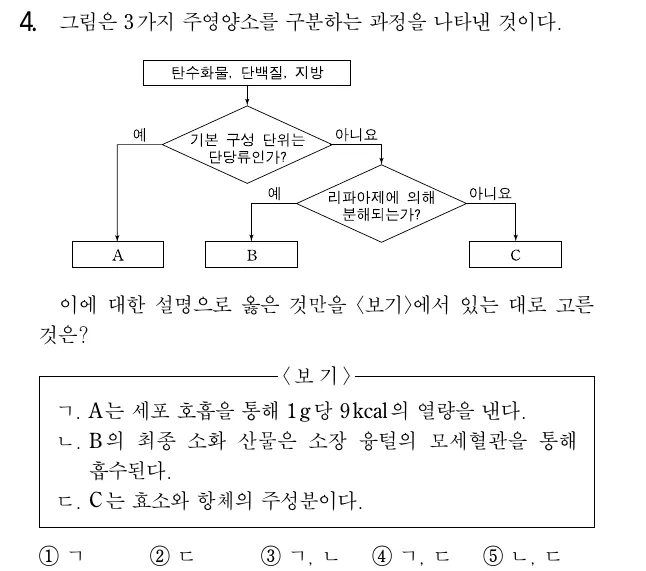 4. 그림은 3가지 주영양소를 구분하는 과정을 나타낸 것이다.
탄수화물, 단백질, 지방
예
기본 구성 단위는
단당류인가?
아니요
예
리파아제에 의해
분해되는가?
아니요
A
B
C
이에 대한 설명으로 옳은 것만을 〈보기〉에서 있는 대로 고른
것은?
〈보 기〉
ㄱ. A는 세포 호흡을 통해 1g당 9kcal의 열량을 낸다.
ㄴ. B의 최종 소화 산물은 소장 융털의 모세혈관을 통해
흡수된다.
ㄷ. C는 효소와 항체의 주성분이다.
① ㄱ ② ㄷ ③ ㄱ, ㄴ ④ ㄱ, ㄷ ⑤ ㄴ, ㄷ